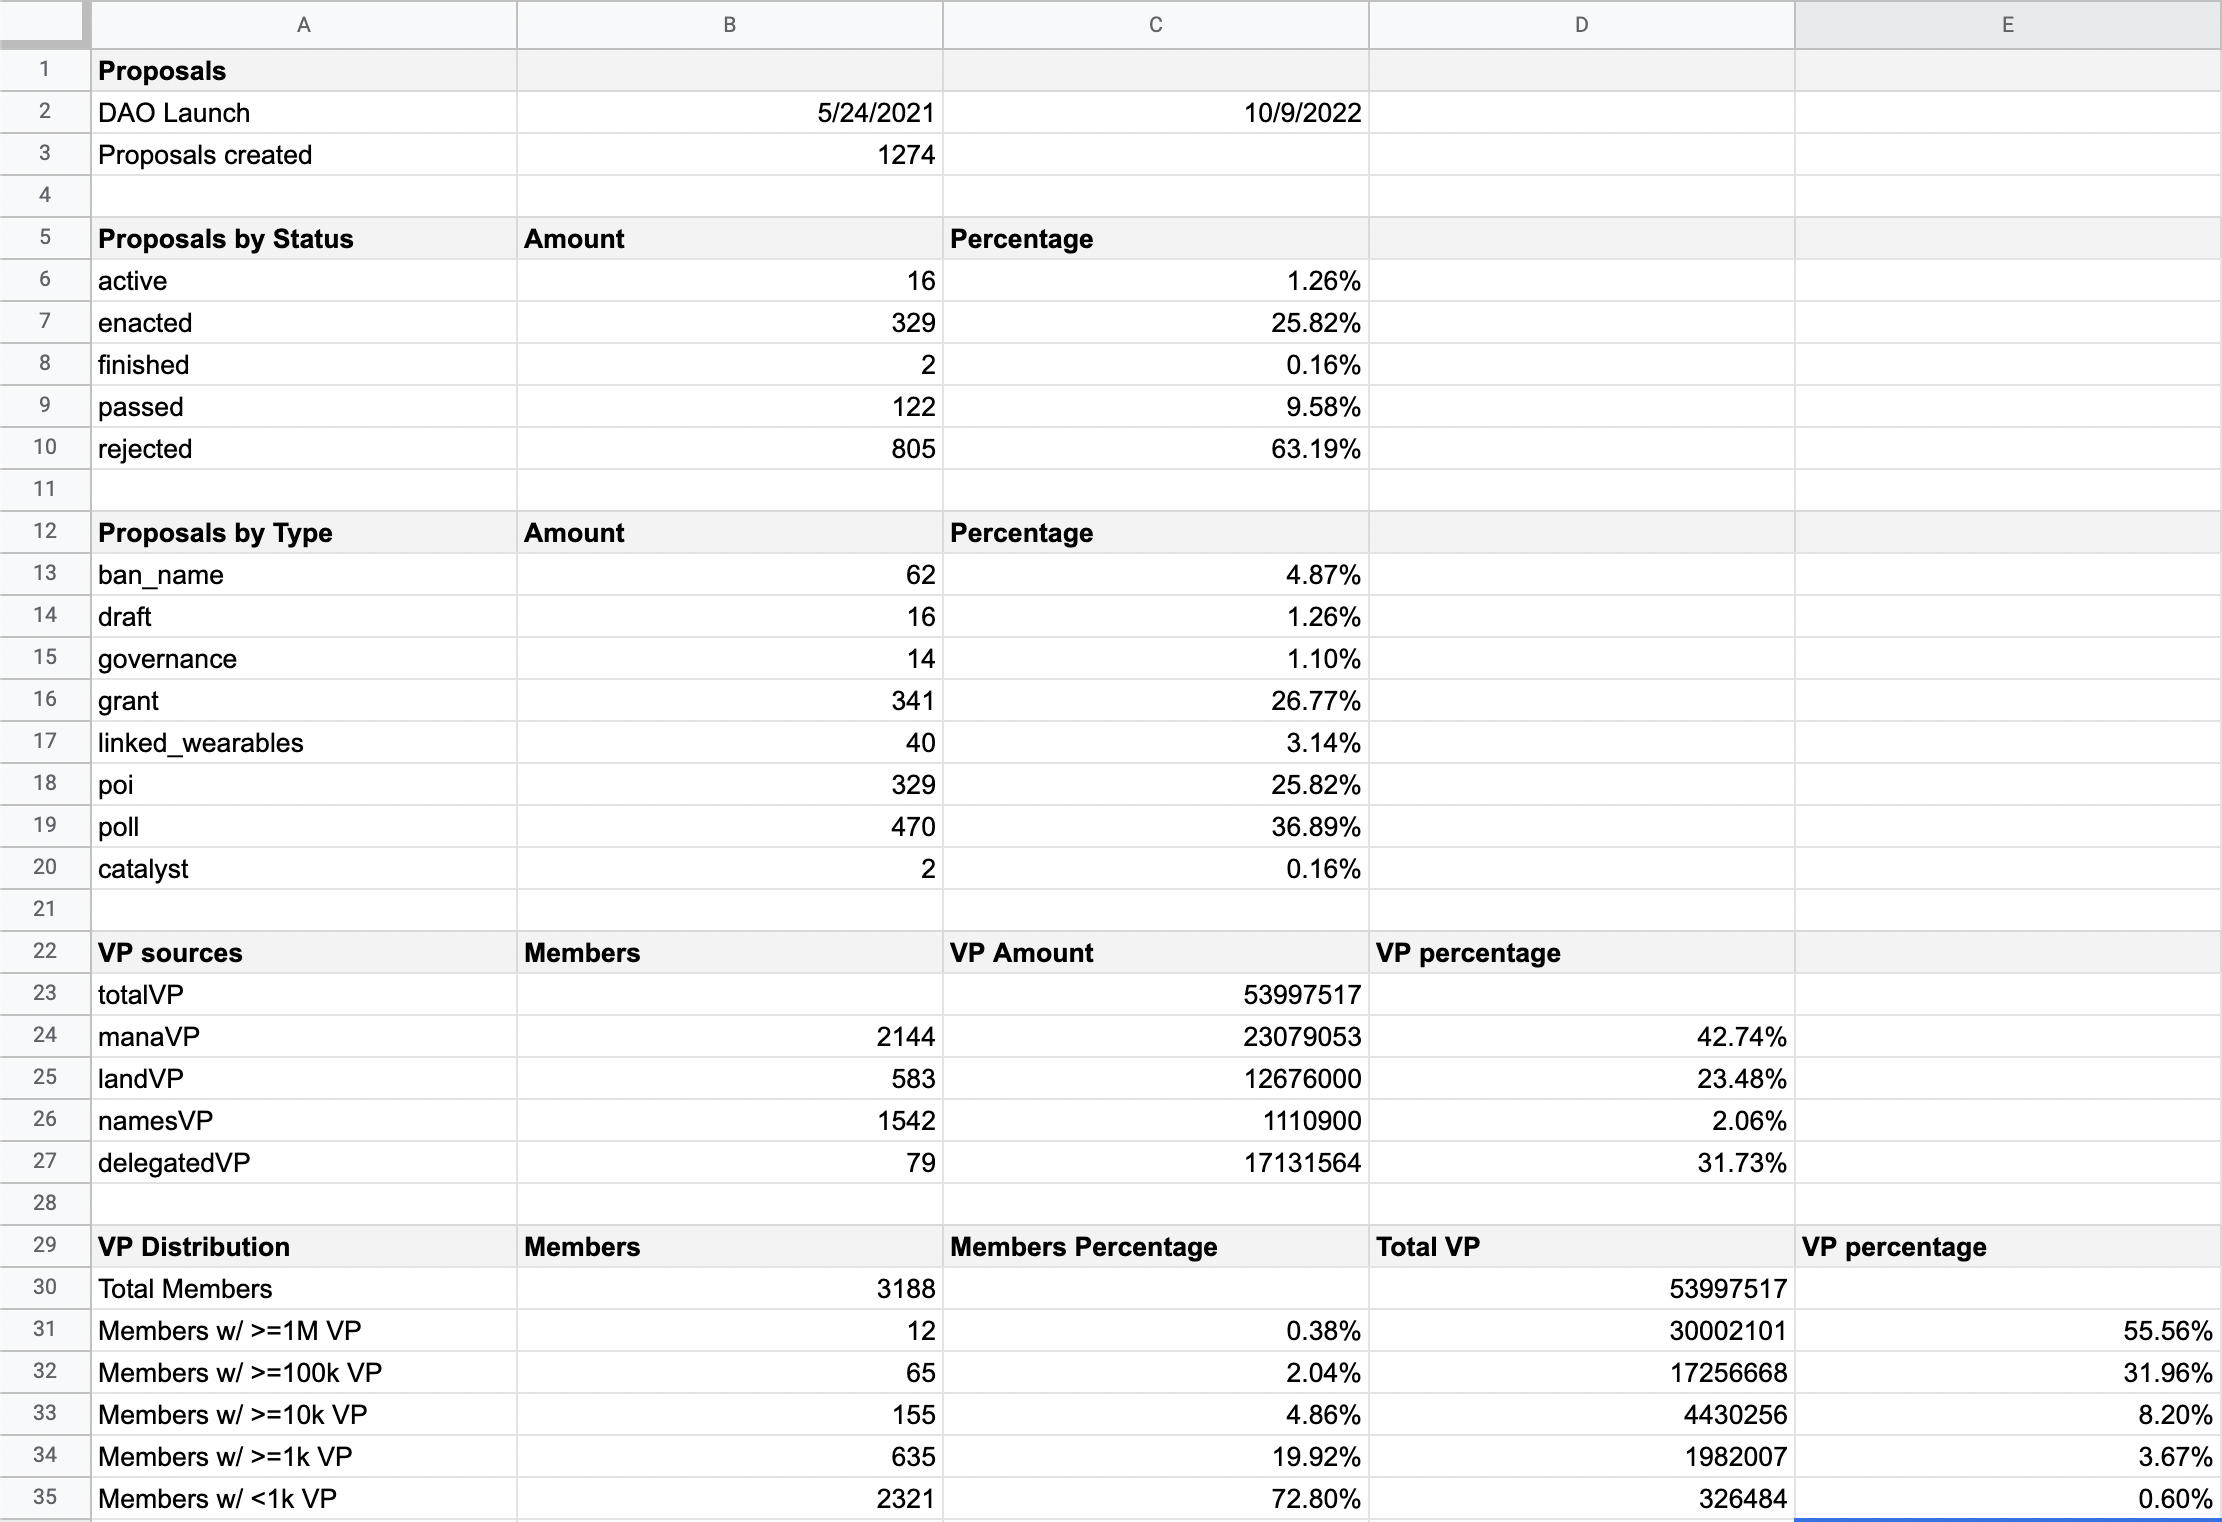 A B C D E
1 Proposals
2 DAO Launch 5/24/2021 10/9/2022
3 Proposals created 1274
4
5 Proposals by Status Amount Percentage
6 active 16 1.26%
7 enacted 329 25.82%
8 finished 2 0.16%
9 passed 122 9.58%
10 rejected 805 63.19%
11
12 Proposals by Type Amount Percentage
13 ban_name 62 4.87%
14 draft 16 1.26%
15 governance 14 1.10%
16 grant 341 26.77%
17 linked_wearables 40 3.14%
18 poi 329 25.82%
19 poll 470 36.89%
20 catalyst 2 0.16%
21
22 VP sources Members VP Amount VP percentage
23 totalVP 53997517
24 manaVP 2144 23079053 42.74%
25 landVP 583 12676000 23.48%
26 namesVP 1542 1110900 2.06%
27 delegatedVP 79 17131564 31.73%
28
29 VP Distribution Members Members Percentage Total VP VP percentage
30 Total Members 3188 53997517
31 Members w/ >=1M VP 12 0.38% 30002101 55.56%
32 Members w/ >=100k VP 65 2.04% 17256668 31.96%
33 Members w/ >=10k VP 155 4.86% 4430256 8.20%
34 Members w/ >=1k VP 635 19.92% 1982007 3.67%
35 Members w/ <1k VP 2321 72.80% 326484 0.60%